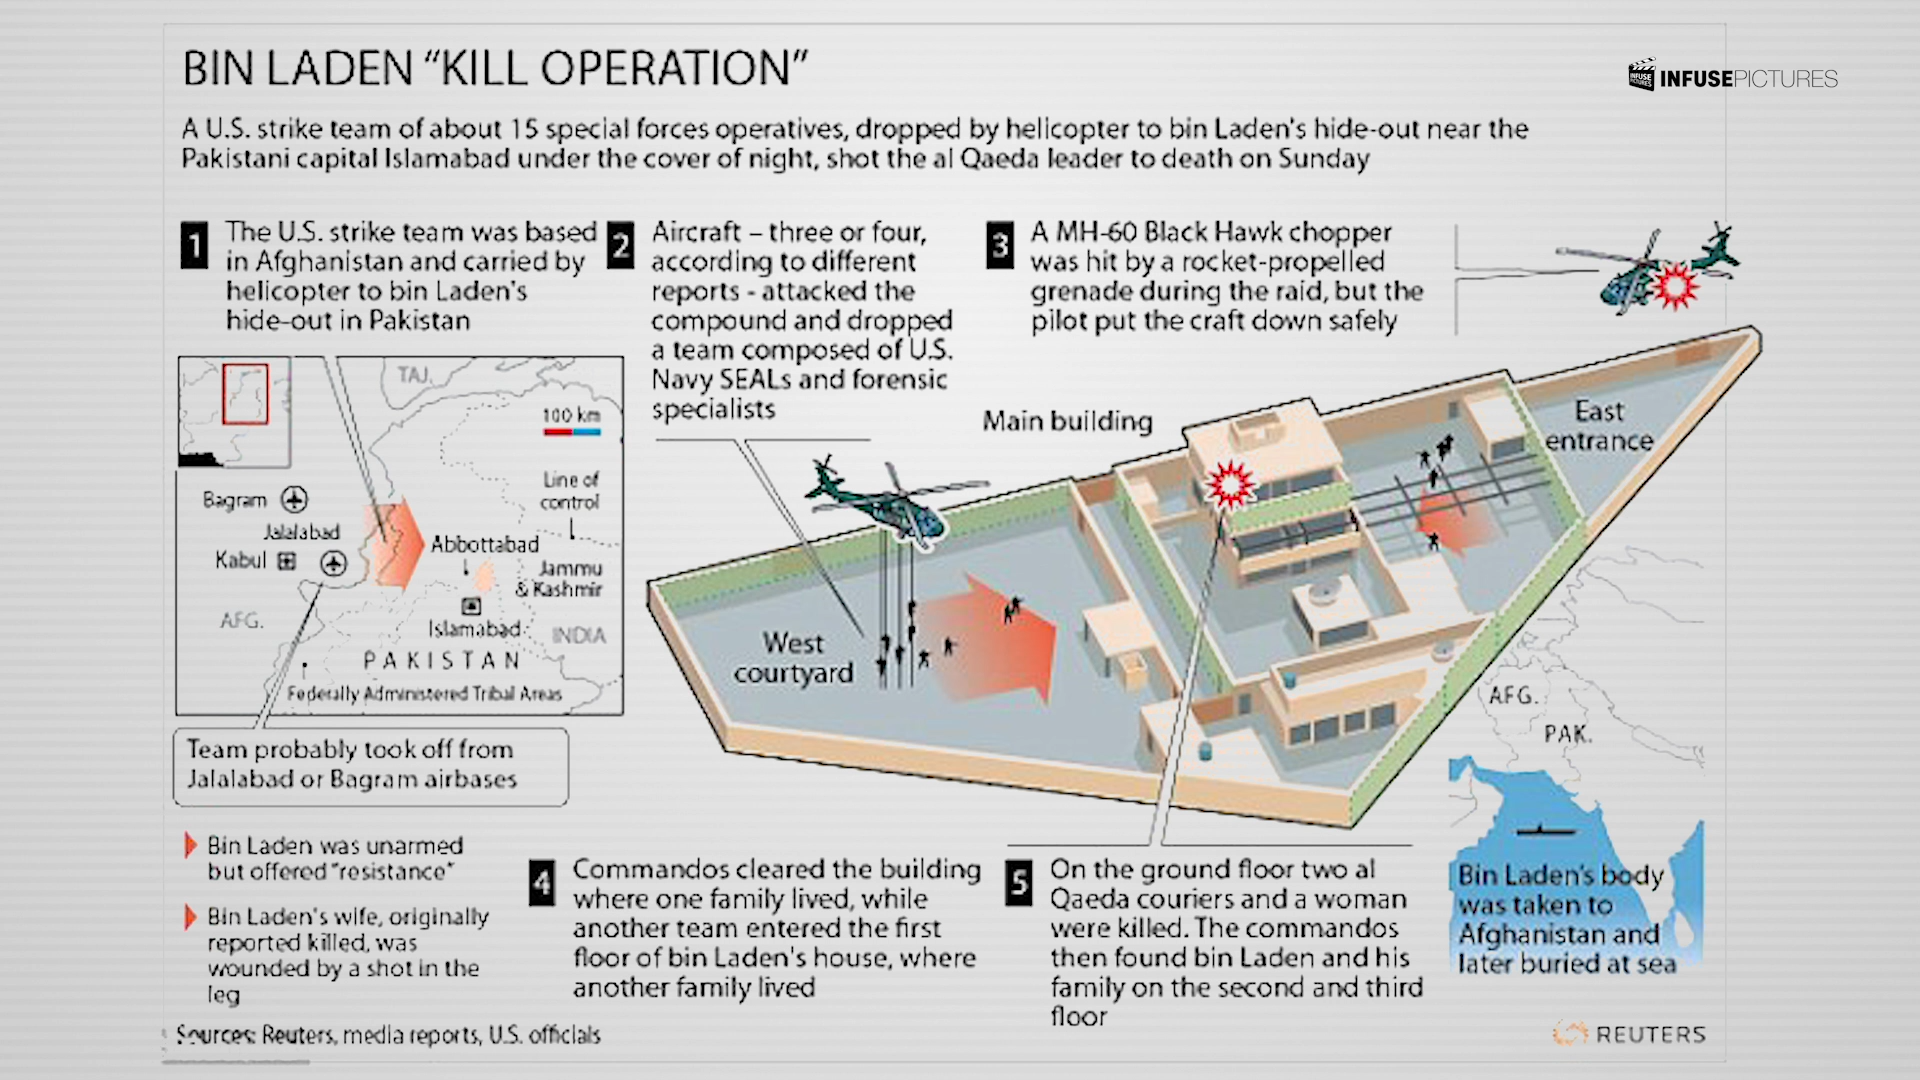 BIN LADEN “KILL OPERATION”
INFUSE PICTURES
INFUSEPICTURES
A U.S. strike team of about 15 special forces operatives, dropped by helicopter to bin Laden's hide-out near the
Pakistani capital Islamabad under the cover of night, shot the al Qaeda leader to death on Sunday
1
The U.S. strike team was based
in Afghanistan and carried by
helicopter to bin Laden's
hide-out in Pakistan
2
Aircraft – three or four,
according to different
reports - attacked the
compound and dropped
a team composed of U.S.
Navy SEALs and forensic
specialists
3
A MH-60 Black Hawk chopper
was hit by a rocket-propelled
grenade during the raid, but the
pilot put the craft down safely
TAJ.
100 km
Line of
control
Bagram
Jalalabad
Kabul
Abbottabad
Jammu
& Kashmir
AFG.
Islamabad
INDIA
PAKISTAN
Federally Administered Tribal Areas
Team probably took off from
Jalalabad or Bagram airbases
Main building
East
entrance
West
courtyard
AFG.
PAK.
Bin Laden was unarmed
but offered "resistance"
Bin Laden's wife, originally
reported killed, was
wounded by a shot in the
leg
4
Commandos cleared the building
where one family lived, while
another team entered the first
floor of bin Laden's house, where
another family lived
5
On the ground floor two al
Qaeda couriers and a woman
were killed. The commandos
then found bin Laden and his
family on the second and third
floor
Bin Laden's body
was taken to
Afghanistan and
later buried at sea
Sources: Reuters, media reports, U.S. officials
REUTERS